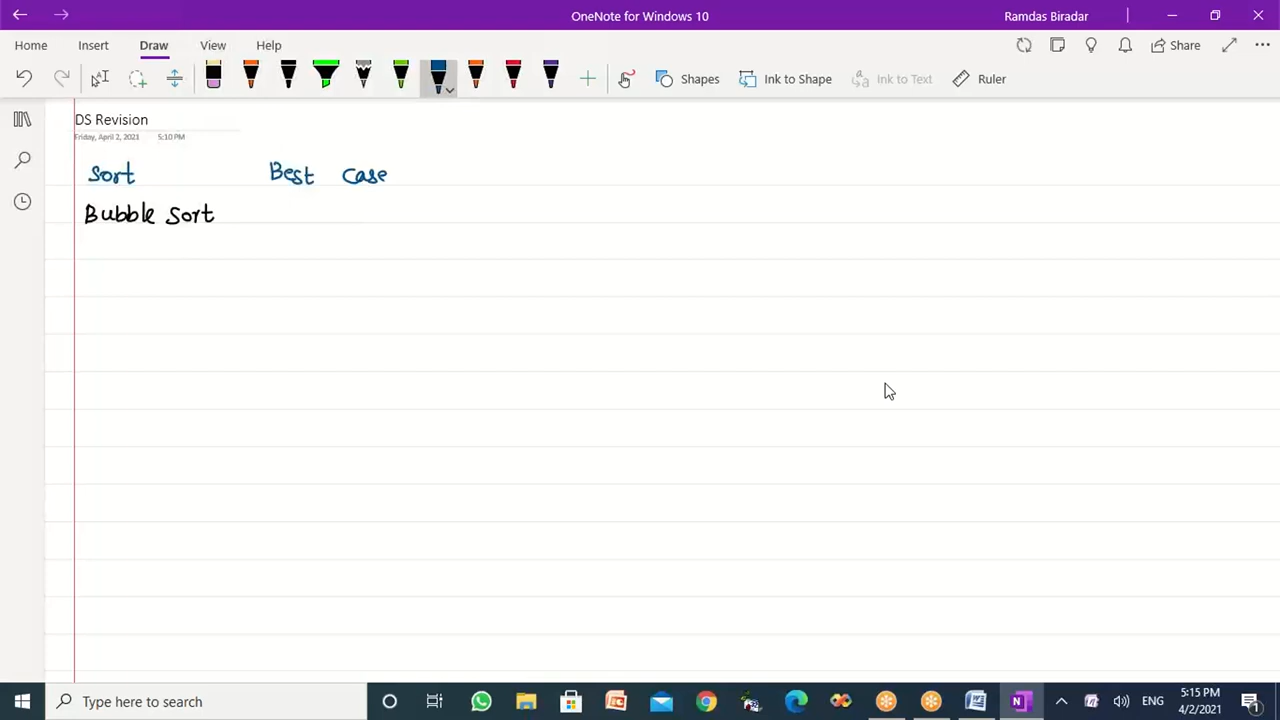 OneNote for Windows 10
Ramdas Biradar
Home Insert Draw View Help
Share
Shapes Ink to Shape Ink to Text Ruler
DS Revision
Friday, April 2, 2021 5:10 PM
Sort Best Case
Bubble Sort
Type here to search
ENG
5:15 PM
4/2/2021
1